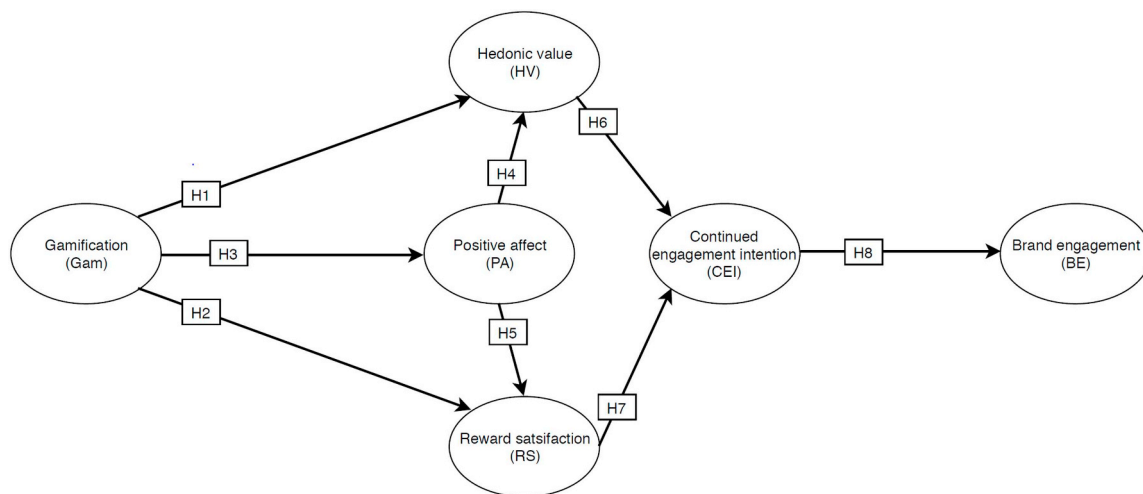 Hedonic value
(HV)
H6
H1
H4
Gamification
(Gam)
H3
Positive affect
(PA)
Continued
engagement intention
(CEI)
H8
Brand engagement
(BE)
H2
H5
H7
Reward satsifaction
(RS)